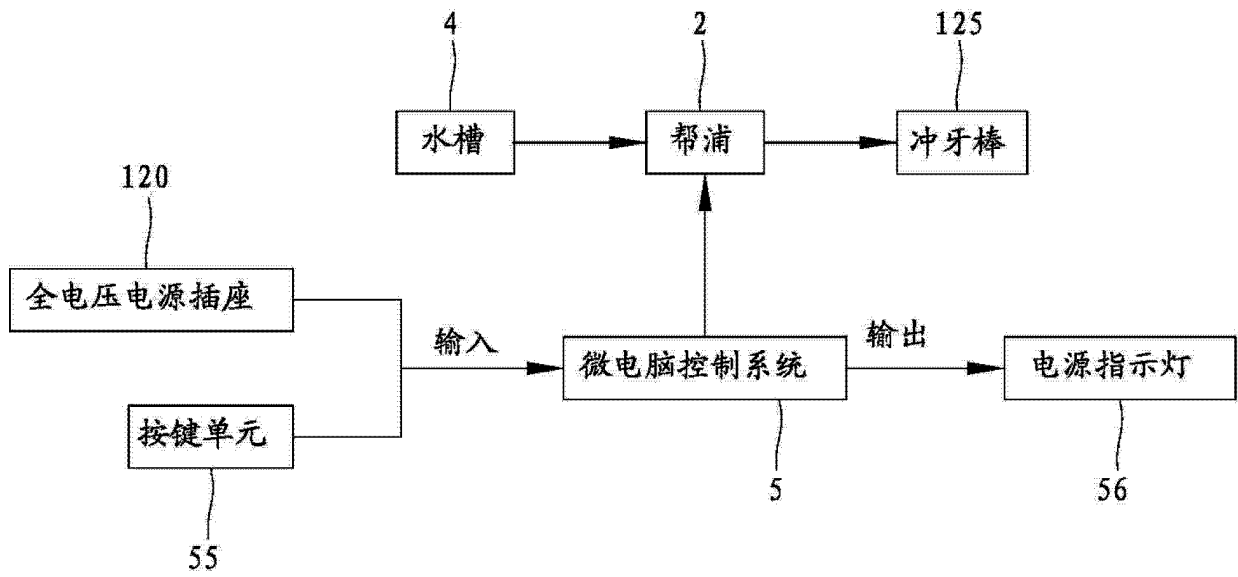 4
2
125
水槽
帮浦
冲牙棒
120
全电压电源插座
输入
微电脑控制系统
输出
电源指示灯
按键单元
55
5
56